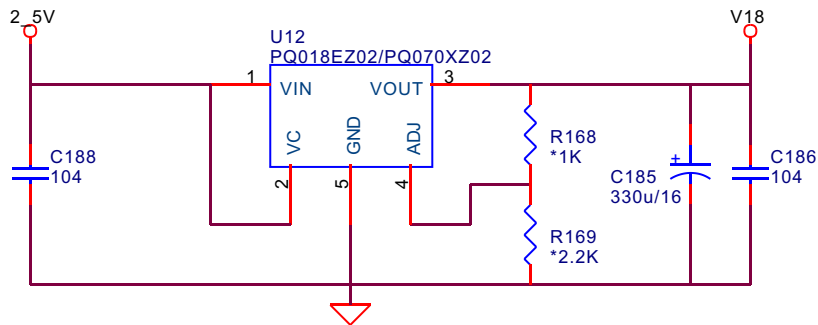 2_5V
V18
U12
PQ018EZ02/PQ070XZ02
1
3
VIN
VOUT
VC
GND
ADJ
2
5
4
C188
104
R168
*1K
C185
330u/16
+
C186
104
R169
*2.2K